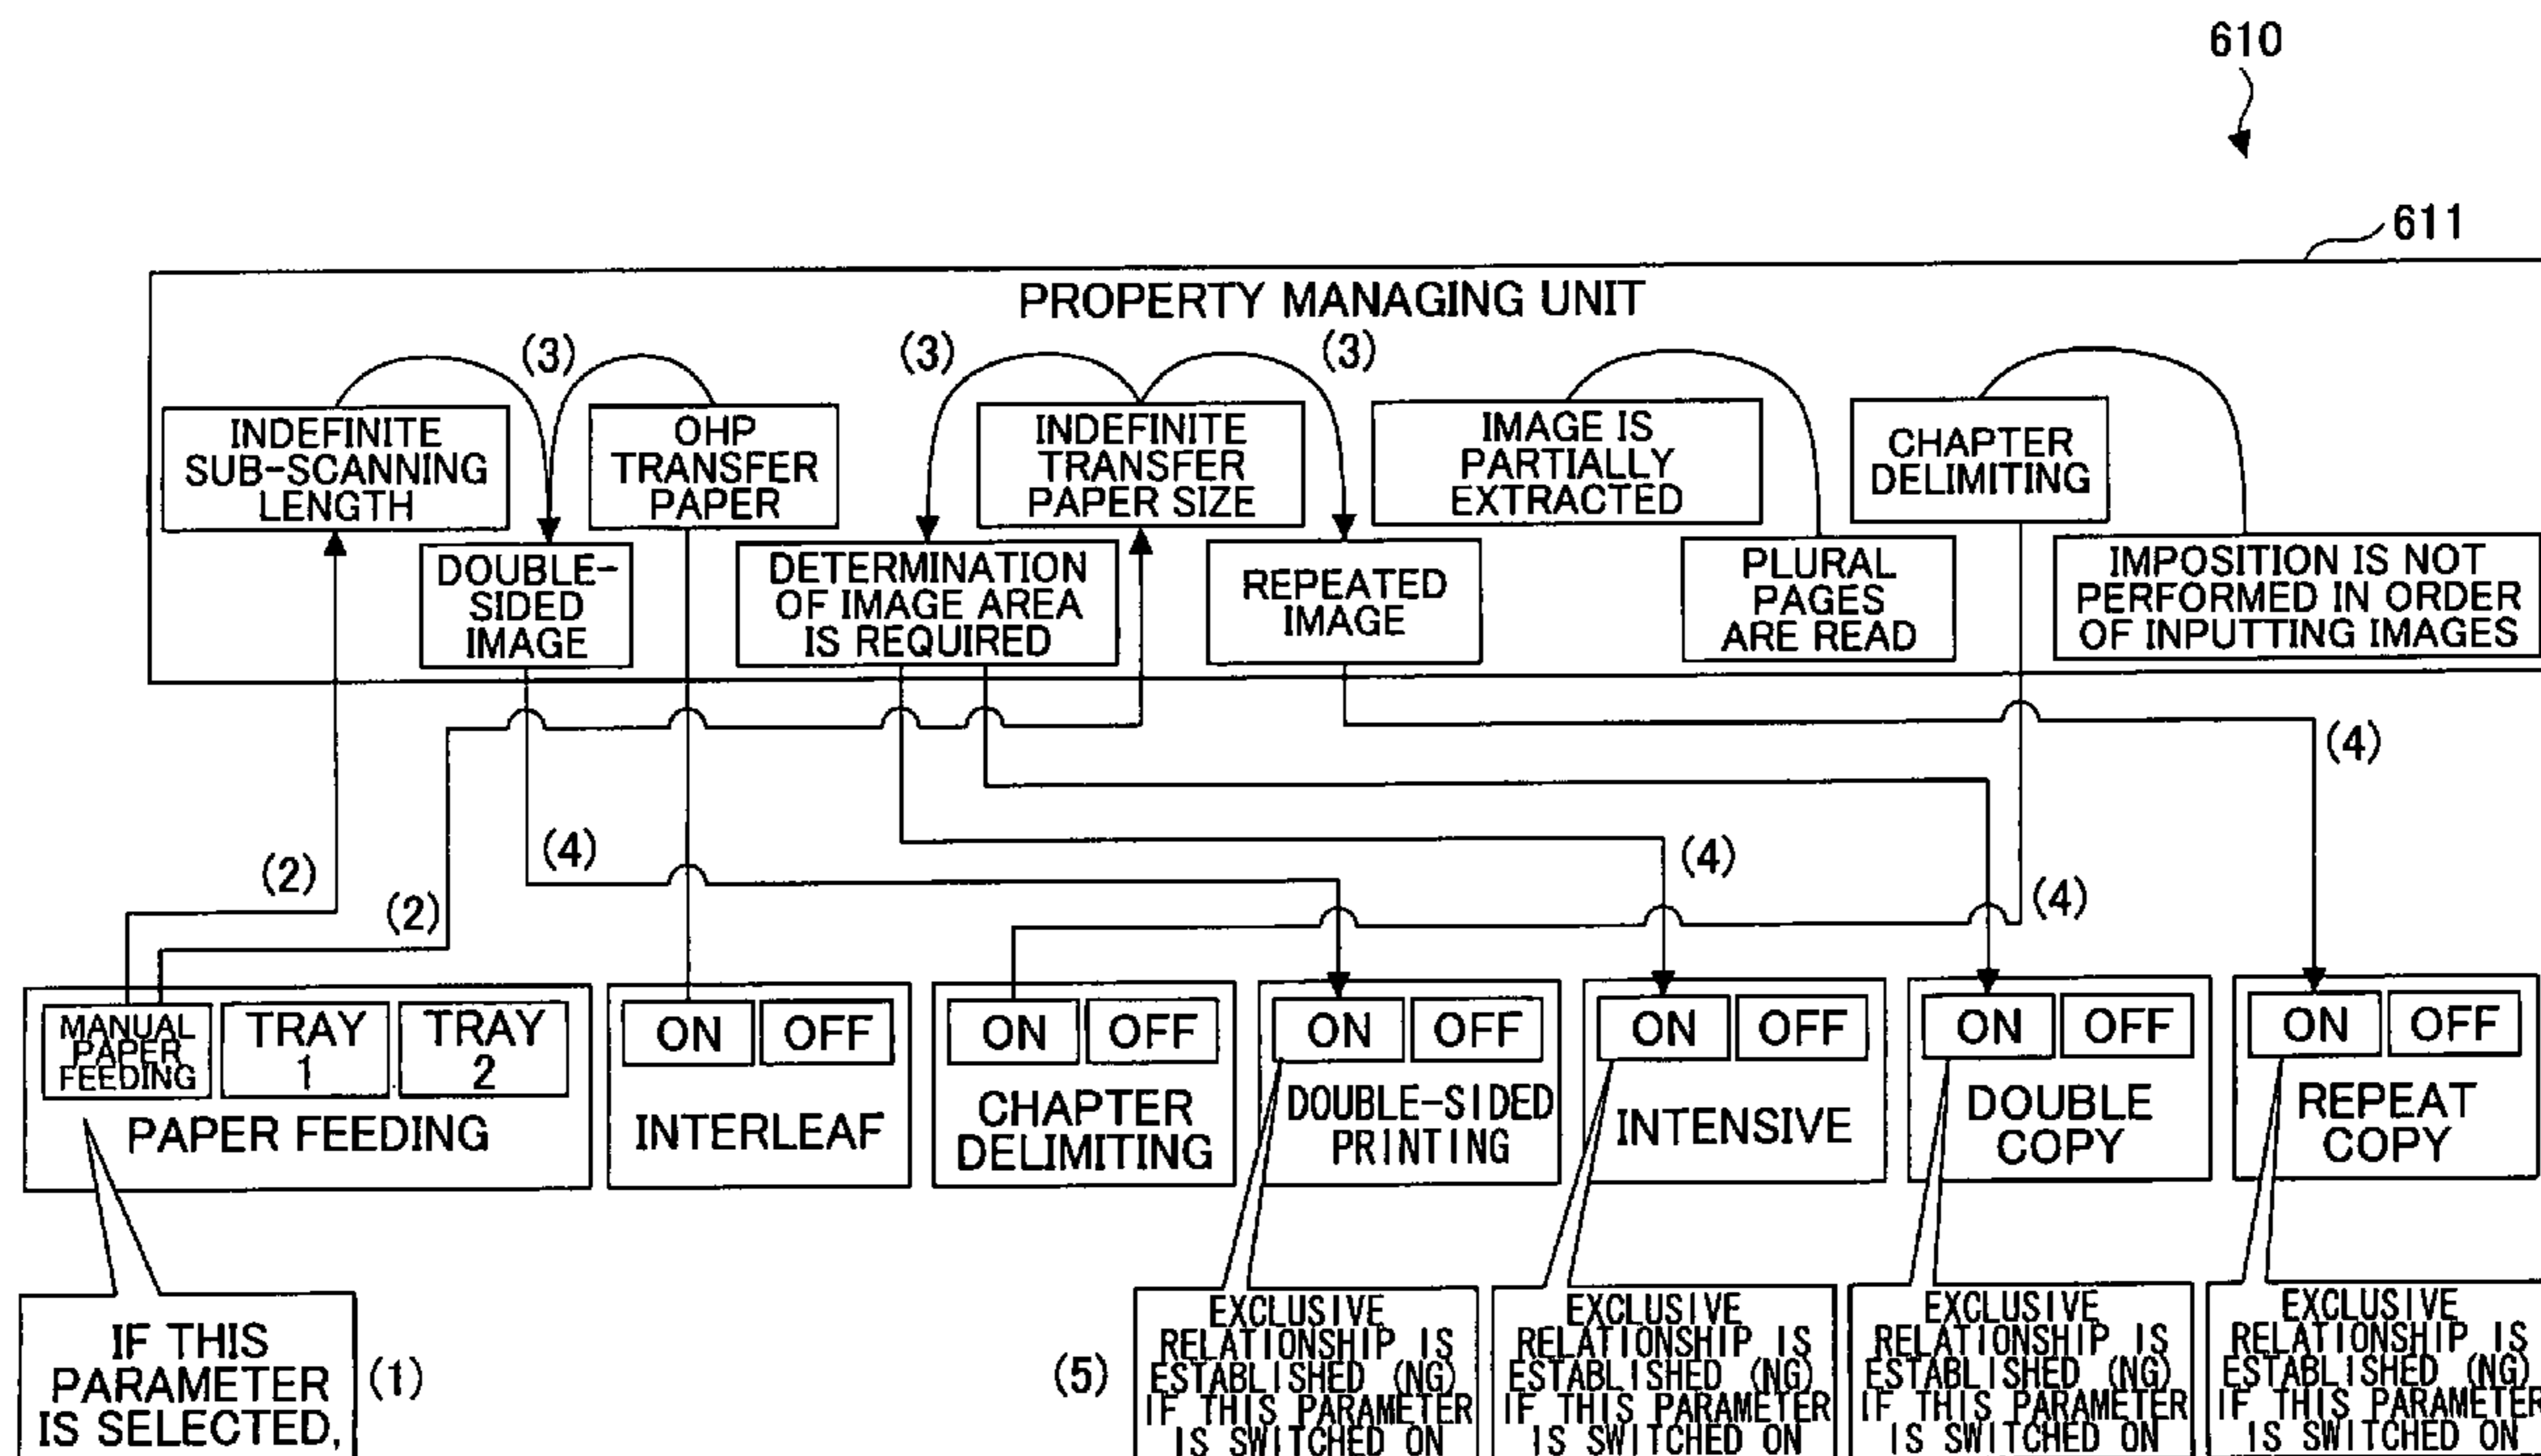 610
611
PROPERTY MANAGING UNIT
(3)
(3)
(3)
INDEFINITE
SUB-SCANNING
LENGTH
OHP
TRANSFER
PAPER
INDEFINITE
TRANSFER
PAPER SIZE
IMAGE IS
PARTIALLY
EXTRACTED
CHAPTER
DELIMITING
DOUBLE-
SIDED
IMAGE
DETERMINATION
OF IMAGE AREA
IS REQUIRED
REPEATED
IMAGE
PLURAL
PAGES
ARE READ
IMPOSITION IS NOT
PERFORMED IN ORDER
OF INPUTTING IMAGES
(4)
(4)
(4)
(2)
(2)
(4)
MANUAL
PAPER
FEEDING
TRAY
1
TRAY
2
PAPER FEEDING
ON
OFF
INTERLEAF
ON
OFF
CHAPTER
DELIMITING
ON
OFF
DOUBLE-SIDED
PRINTING
ON
OFF
INTENSIVE
ON
OFF
DOUBLE
COPY
ON
OFF
REPEAT
COPY
IF THIS
PARAMETER
IS SELECTED,
(1)
(5)
EXCLUSIVE
RELATIONSHIP IS
ESTABLISHED (NG)
IF THIS PARAMETER
IS SWITCHED ON
EXCLUSIVE
RELATIONSHIP IS
ESTABLISHED (NG)
IF THIS PARAMETER
IS SWITCHED ON
EXCLUSIVE
RELATIONSHIP IS
ESTABLISHED (NG)
IF THIS PARAMETER
IS SWITCHED ON
EXCLUSIVE
RELATIONSHIP IS
ESTABLISHED (NG)
IF THIS PARAMETER
IS SWITCHED ON